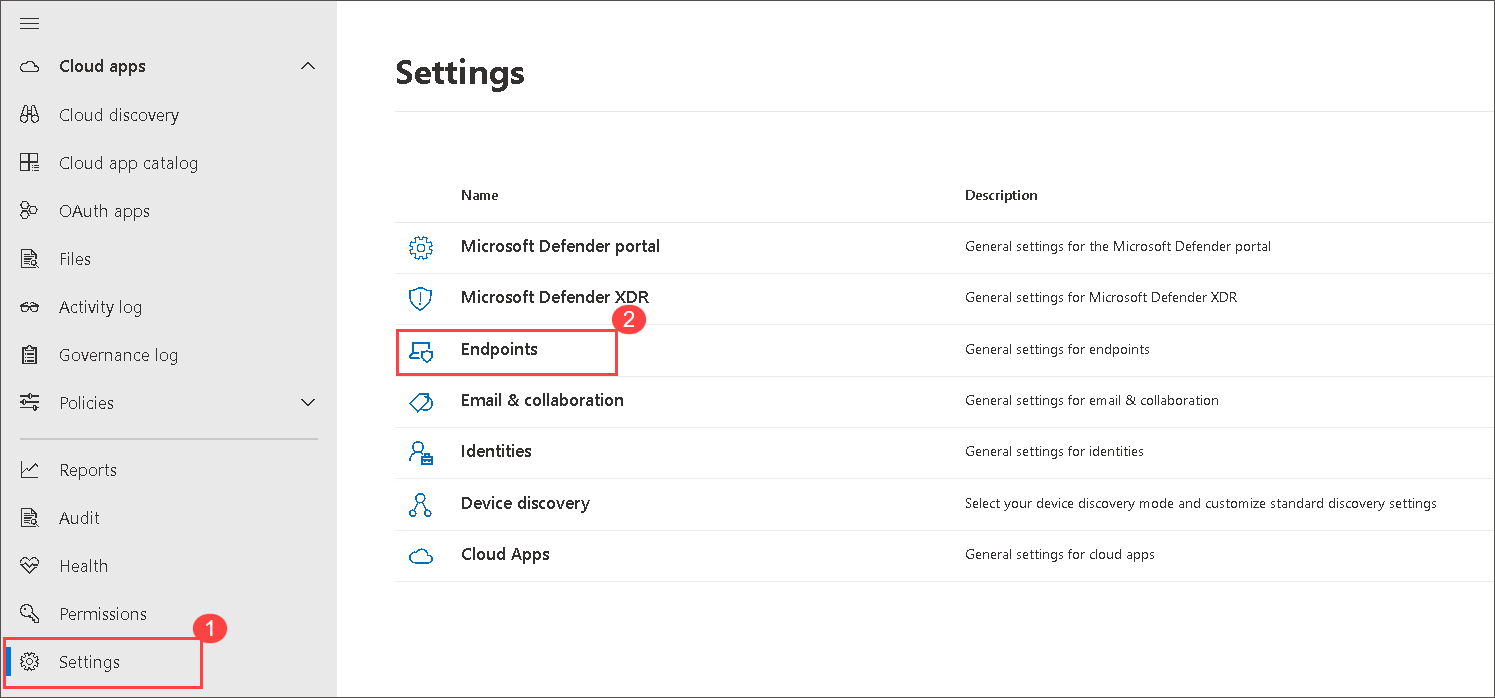 Cloud apps
Cloud discovery
Cloud app catalog
OAuth apps
Files
Activity log
Governance log
Policies
Reports
Audit
Health
Permissions
1
Settings
Settings
Name Description
Microsoft Defender portal General settings for the Microsoft Defender portal
Microsoft Defender XDR General settings for Microsoft Defender XDR
2
Endpoints General settings for endpoints
Email & collaboration General settings for email & collaboration
Identities General settings for identities
Device discovery Select your device discovery mode and customize standard discovery settings
Cloud Apps General settings for cloud apps